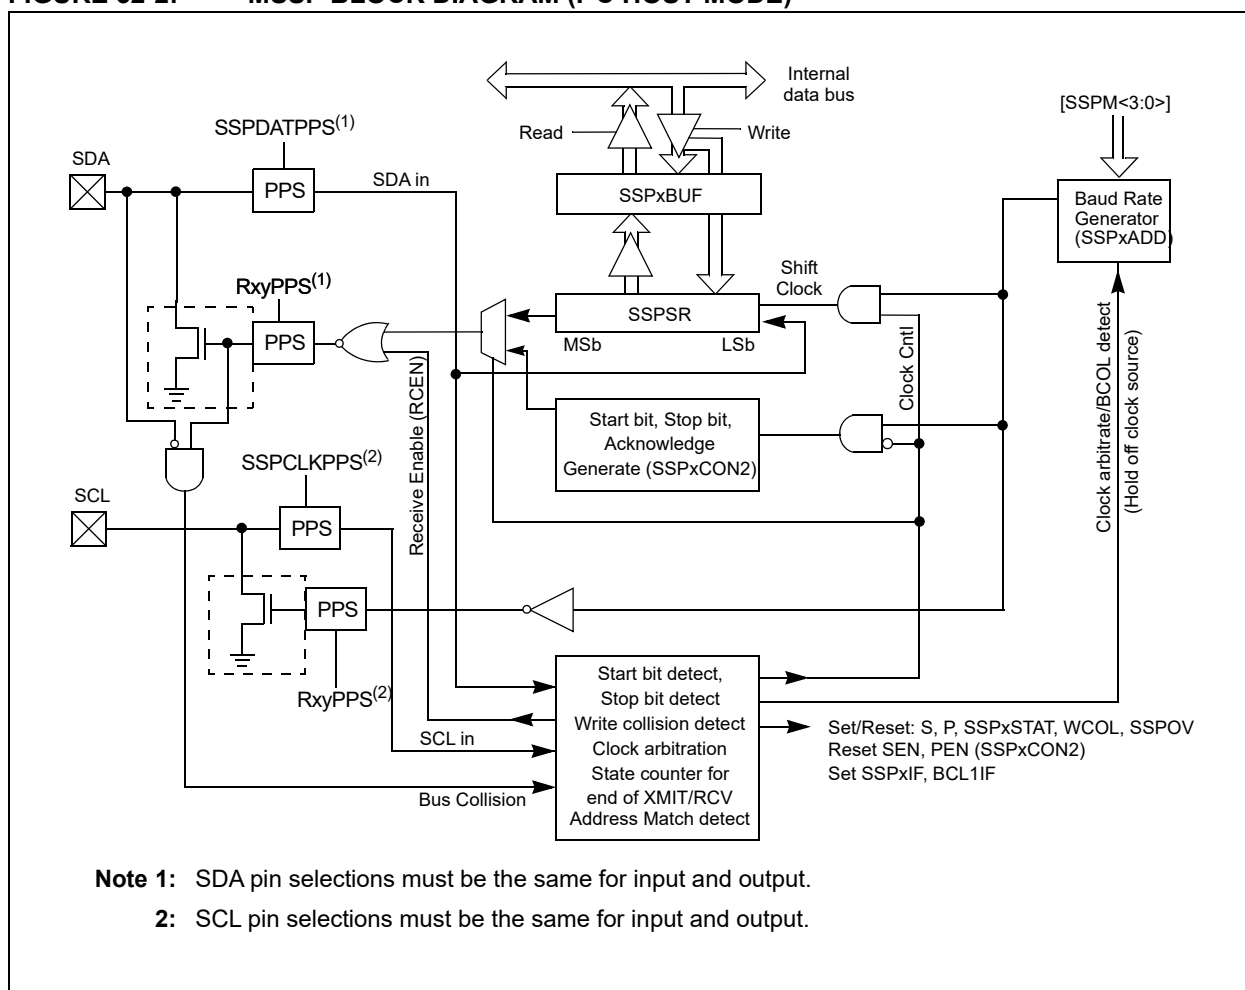 Internal
data bus
[SSPM<3:0>]
SSPDATPPS(1)
Read
Write
SDA
PPS
SDA in
SSPxBUF
Baud Rate
Generator
(SSPxADD)
RxyPPS(1)
Shift
Clock
PPS
SSPSR
MSb
LSb
Clock Cntl
Clock arbitrate/BCOL detect
(Hold off clock source)
Receive Enable (RCEN)
Start bit, Stop bit,
Acknowledge
Generate (SSPxCON2)
SSPCLKPPS(2)
SCL
PPS
PPS
RxyPPS(2)
Start bit detect,
Stop bit detect
Write collision detect
Clock arbitration
State counter for
end of XMIT/RCV
Address Match detect
SCL in
Bus Collision
Set/Reset: S, P, SSPxSTAT, WCOL, SSPOV
Reset SEN, PEN (SSPxCON2)
Set SSPxIF, BCL1IF
Note 1: SDA pin selections must be the same for input and output.
2: SCL pin selections must be the same for input and output.